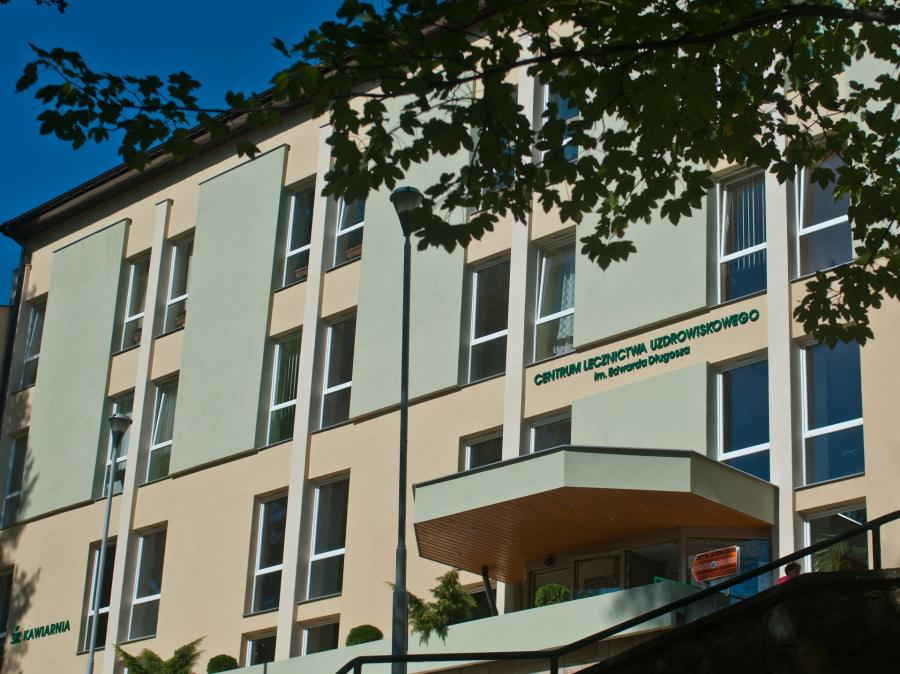 CENTRUM LECZNICTWA UZDROWISKOWEGO
im. Edwarda Długosza
KAWIARNIA